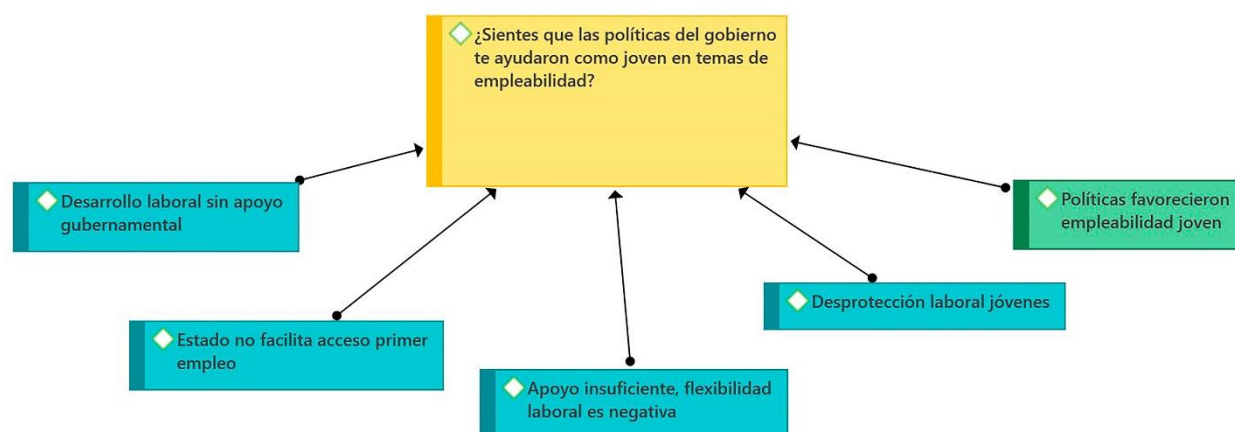 ¿Sientes que las políticas del gobierno
te ayudaron como joven en temas de
empleabilidad?
Desarrollo laboral sin apoyo
gubernamental
Políticas favorecieron
empleabilidad joven
Desprotección laboral jóvenes
Estado no facilita acceso primer
empleo
Apoyo insuficiente, flexibilidad
laboral es negativa